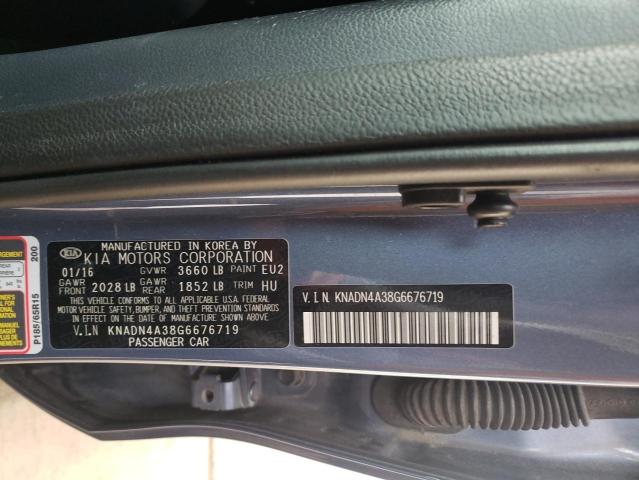 MANUFACTURED IN KOREA BY
KIA KIA MOTORS CORPORATION
01/16 GVWR 3660 LB PAINT EU2
GAWR FRONT 2028 LB GAWR REAR 1852 LB TRIM HU
THIS VEHICLE CONFORMS TO ALL APPLICABLE U.S.A. FEDERAL
MOTOR VEHICLE SAFETY, BUMPER, AND THEFT PREVENTION STANDARDS
IN EFFECT ON THE DATE OF MANUFACTURE SHOWN ABOVE.
V.I.N KNADN4A38G6676719
PASSENGER CAR
V.I.N. KNADN4A38G6676719
P185/65R15 200